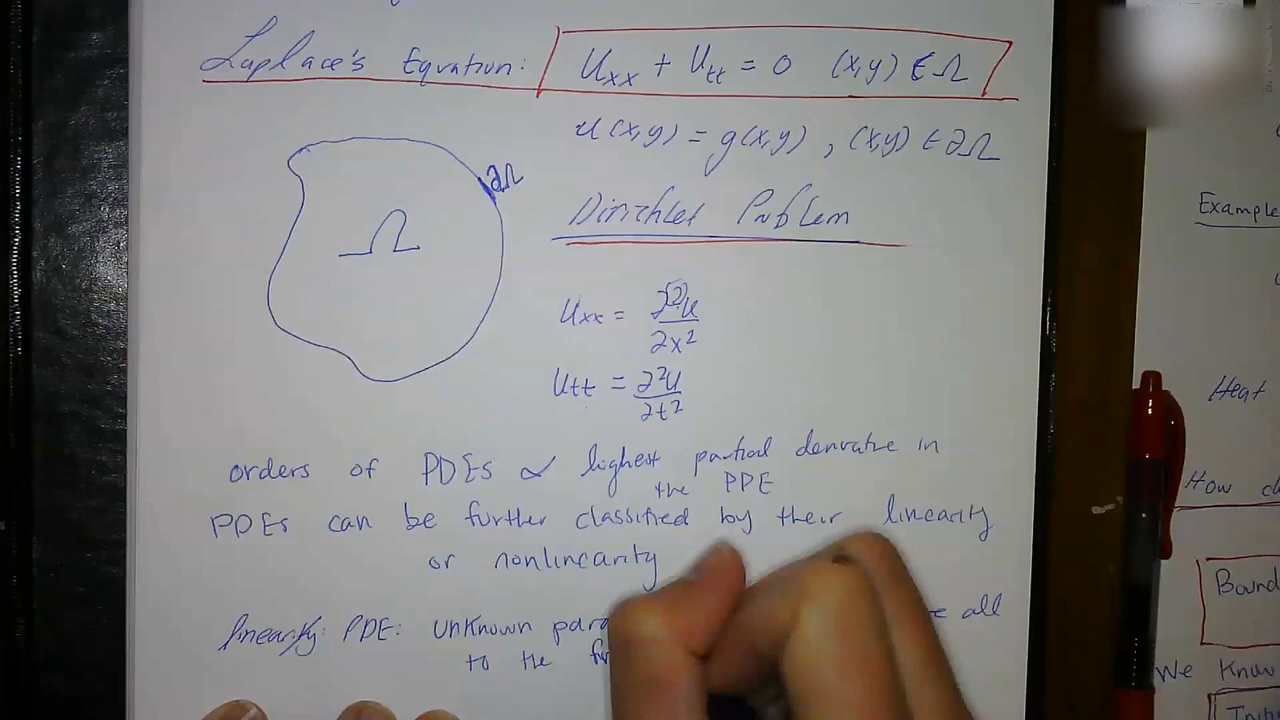 Laplace's Equation: Uxx + Utt = 0 (x,y) ∈ Ω
u(x,y) = g(x,y), (x,y) ∈ ∂Ω
∂Ω
Ω
Dirichlet Problem
Uxx = ∂²u
∂x²
Utt = ∂²u
∂t²
orders of PDEs ∝ highest partial derivative in
the PDE
PDEs can be further classified by their linearity
or nonlinearity
linearity: PDE: unknown all
to the
Example
Heat
How
Bound
We Know